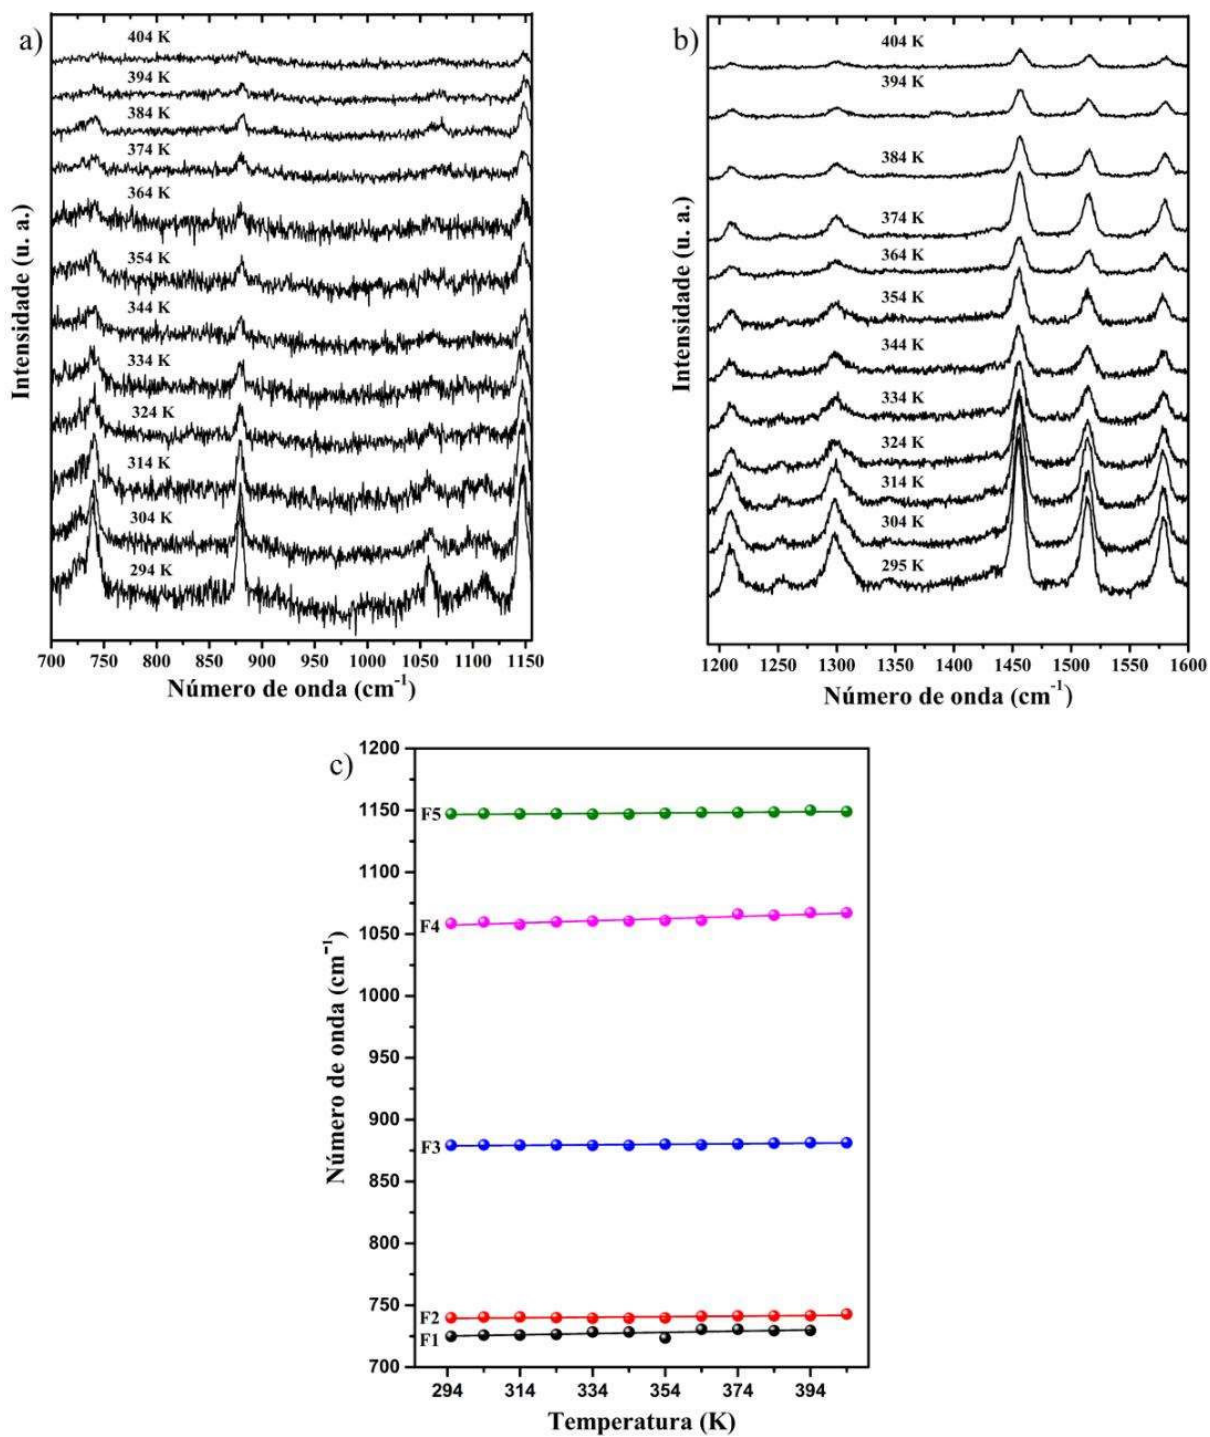 a)
404 K
394 K
384 K
374 K
364 K
354 K
344 K
334 K
324 K
314 K
304 K
294 K
Intensidade (u. a.)
700 750 800 850 900 950 1000 1050 1100 1150
Número de onda (cm⁻¹)
b)
404 K
394 K
384 K
374 K
364 K
354 K
344 K
334 K
324 K
314 K
304 K
295 K
Intensidade (u. a.)
1200 1250 1300 1350 1400 1450 1500 1550 1600
Número de onda (cm⁻¹)
c)
1200
1150
1100
1050
1000
950
900
850
800
750
700
F5
F4
F3
F2
F1
Número de onda (cm⁻¹)
294 314 334 354 374 394
Temperatura (K)